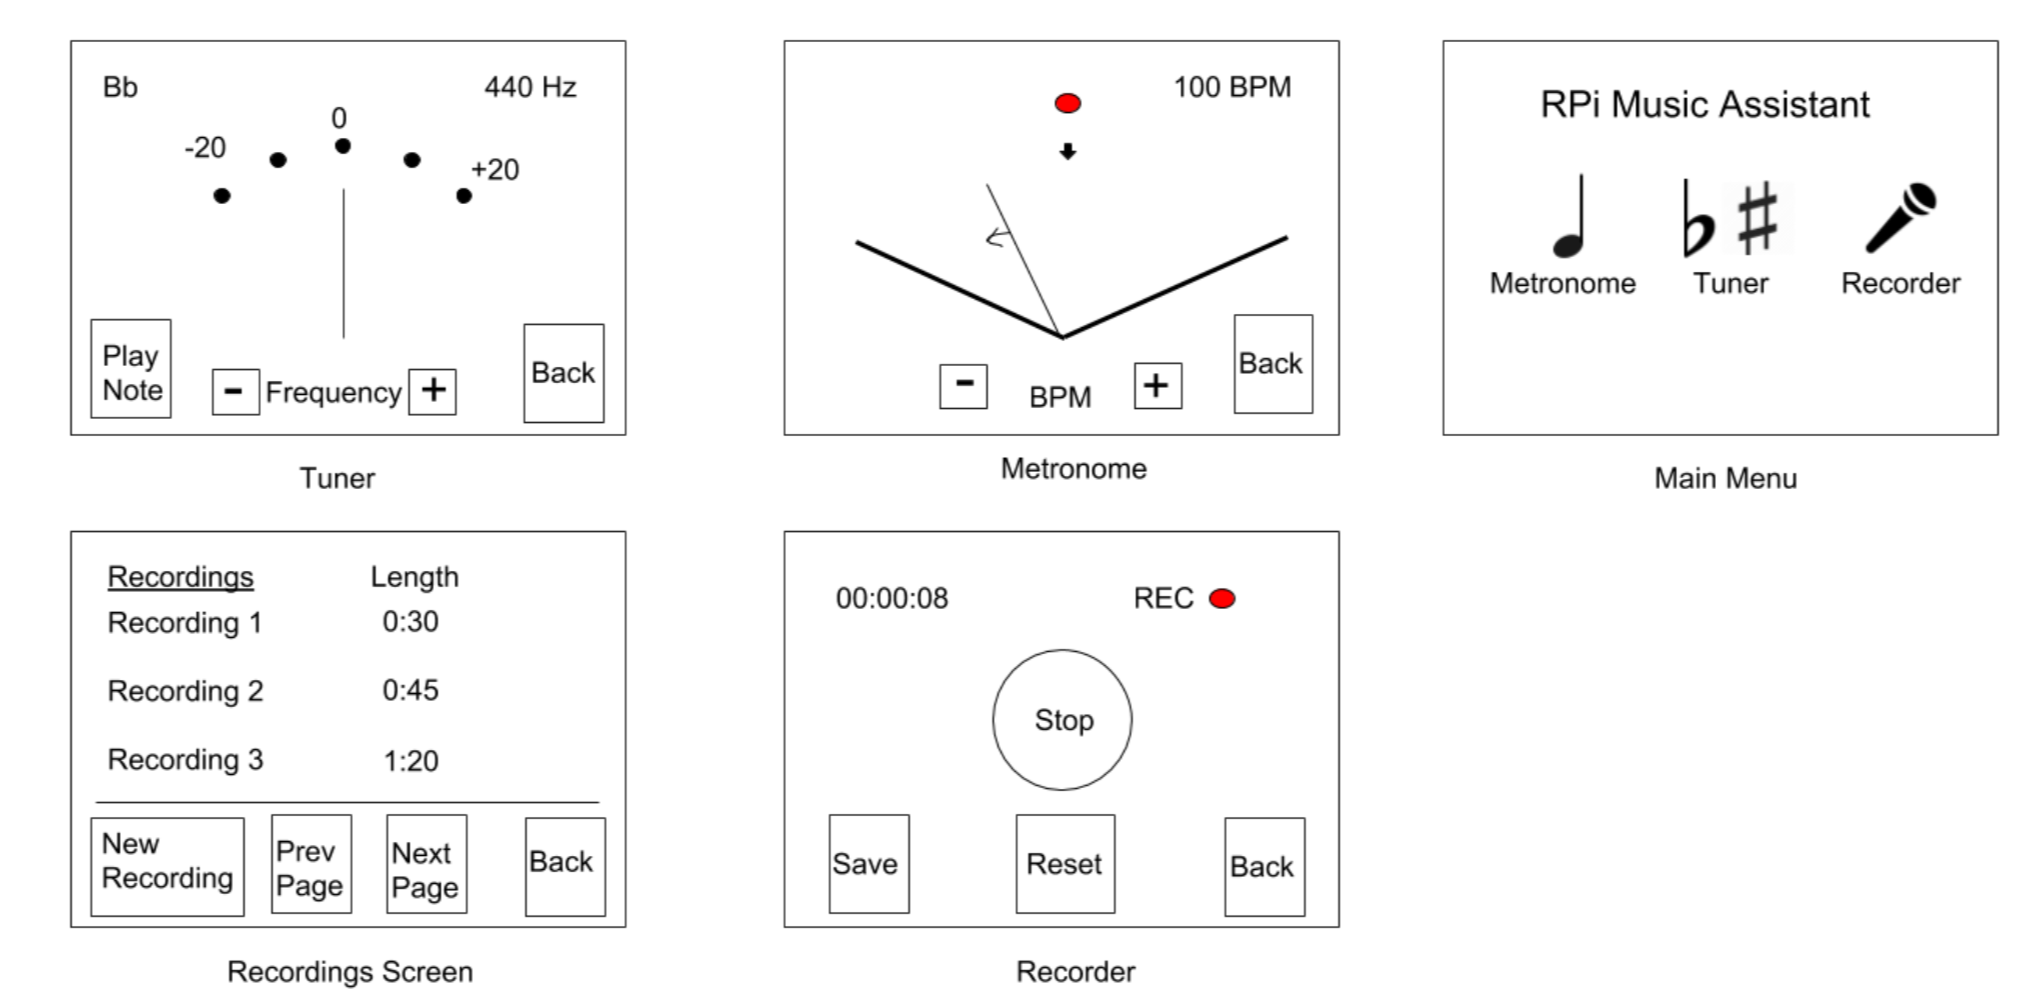 Bb
440 Hz
0
-20
+20
Play
Note
- Frequency +
Back
Tuner
100 BPM
- BPM +
Back
Metronome
RPi Music Assistant
Metronome Tuner Recorder
Main Menu
Recordings Length
Recording 1 0:30
Recording 2 0:45
Recording 3 1:20
New
Recording
Prev
Page
Next
Page
Back
Recordings Screen
00:00:08 REC
Stop
Save
Reset
Back
Recorder